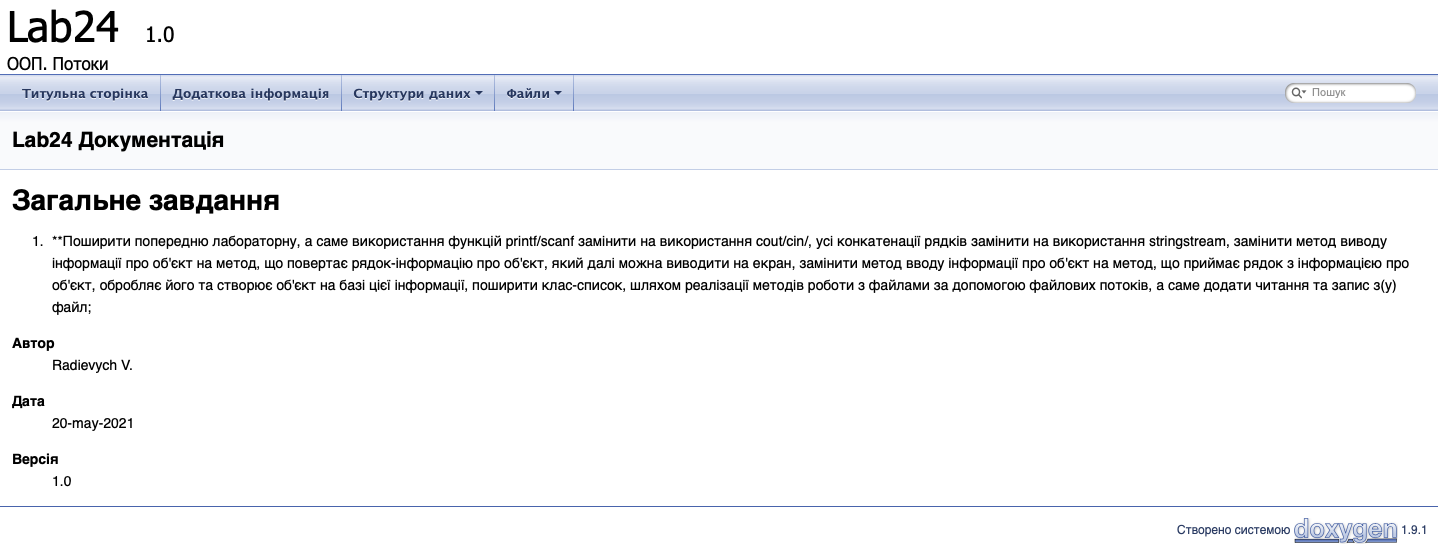 Lab24 1.0
ООП. Потоки
Титульна сторінка Додаткова інформація Структури даних Файли Пошук
Lab24 Документація
Загальне завдання
1. **Поширити попередню лабораторну, а саме використання функцій printf/scanf замінити на використання cout/cin/, усі конкатенації рядків замінити на використання stringstream, замінити метод виводу
інформації про об'єкт на метод, що повертає рядок-інформацію про об'єкт, який далі можна виводити на екран, замінити метод вводу інформації про об'єкт на метод, що приймає рядок з інформацією про
об'єкт, обробляє його та створює об'єкт на базі цієї інформації, поширити клас-список, шляхом реалізації методів роботи з файлами за допомогою файлових потоків, а саме додати читання та запис з(у)
файл;
Автор
Radievych V.
Дата
20-may-2021
Версія
1.0
Створено системою doxygen 1.9.1